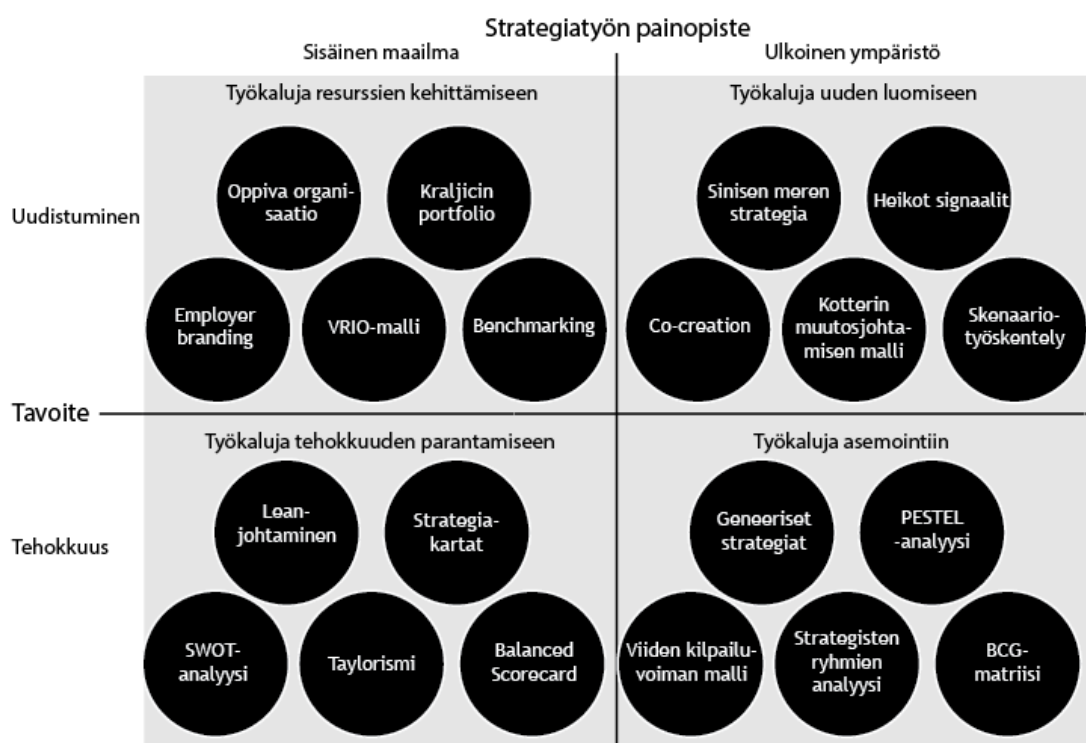 Strategiatyön painopiste
Sisäinen maailma
Ulkoinen ympäristö
Työkaluja resurssien kehittämiseen
Työkaluja uuden luomiseen
Uudistuminen
Oppiva organi-
saatio
Kraljicin
portfolio
Sinisen meren
strategia
Heikot signaalit
Employer
branding
VRIO-malli
Benchmarking
Co-creation
Kotterin
muutosjohta-
misen malli
Skenaario-
työskentely
Tavoite
Työkaluja tehokkuuden parantamiseen
Työkaluja asemointiin
Tehokkuus
Lean-
johtaminen
Strategia-
kartat
Geneeriset
strategiat
PESTEL
-analyysi
SWOT-
analyysi
Taylorismi
Balanced
Scorecard
Viiden kilpailu-
voiman malli
Strategisten
ryhmien
analyysi
BCG-
matriisi